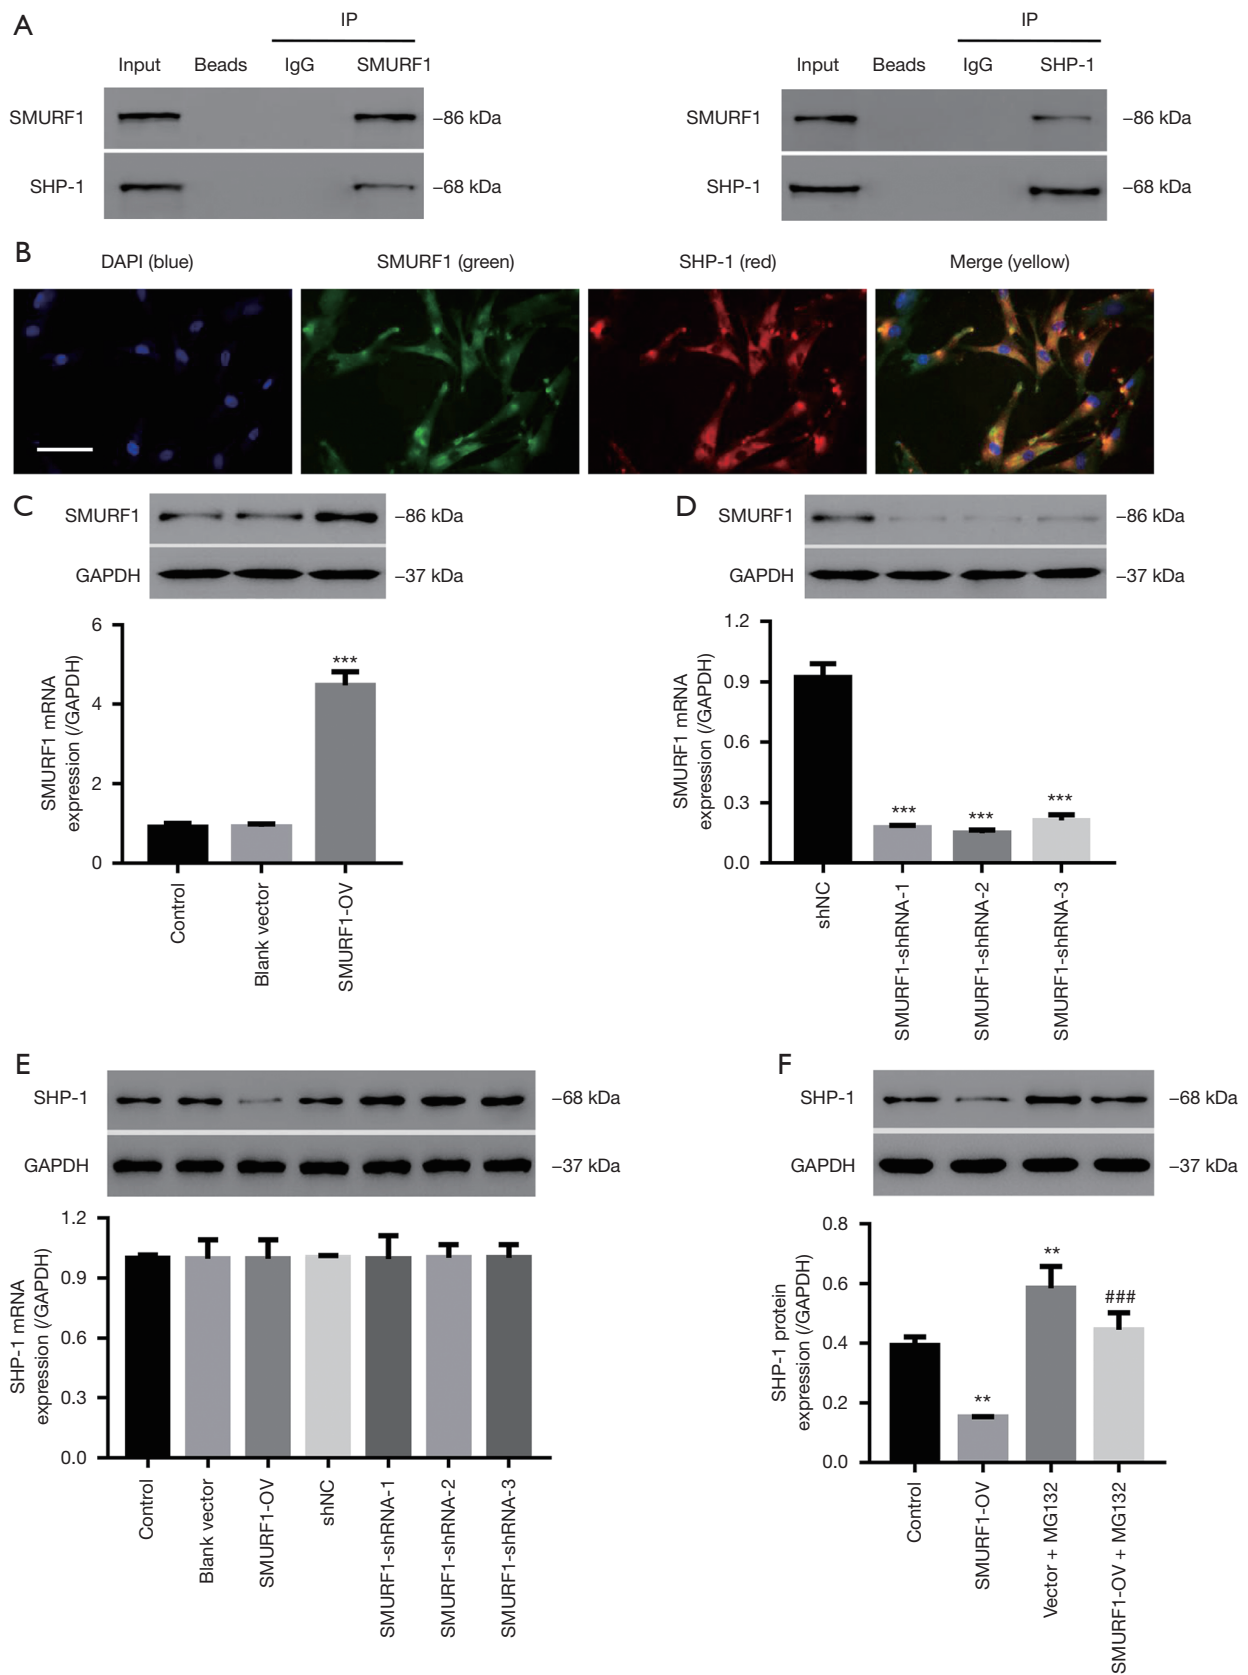 A
IP
Input Beads IgG SMURF1
SMURF1 –86 kDa
SHP-1 –68 kDa
IP
Input Beads IgG SHP-1
SMURF1 –86 kDa
SHP-1 –68 kDa
B
DAPI (blue) SMURF1 (green) SHP-1 (red) Merge (yellow)
C
SMURF1 –86 kDa
GAPDH –37 kDa
SMURF1 mRNA
expression (/GAPDH)
6
4
2
0
***
Control
Blank vector
SMURF1-OV
D
SMURF1 –86 kDa
GAPDH –37 kDa
SMURF1 mRNA
expression (/GAPDH)
1.2
0.9
0.6
0.3
0.0
*** *** ***
shNC
SMURF1-shRNA-1
SMURF1-shRNA-2
SMURF1-shRNA-3
E
SHP-1 –68 kDa
GAPDH –37 kDa
SHP-1 mRNA
expression (/GAPDH)
1.2
0.9
0.6
0.3
0.0
Control
Blank vector
SMURF1-OV
shNC
SMURF1-shRNA-1
SMURF1-shRNA-2
SMURF1-shRNA-3
F
SHP-1 –68 kDa
GAPDH –37 kDa
SHP-1 protein
expression (/GAPDH)
0.8
0.6
0.4
0.2
0.0
** ** ###
Control
SMURF1-OV
Vector + MG132
SMURF1-OV + MG132